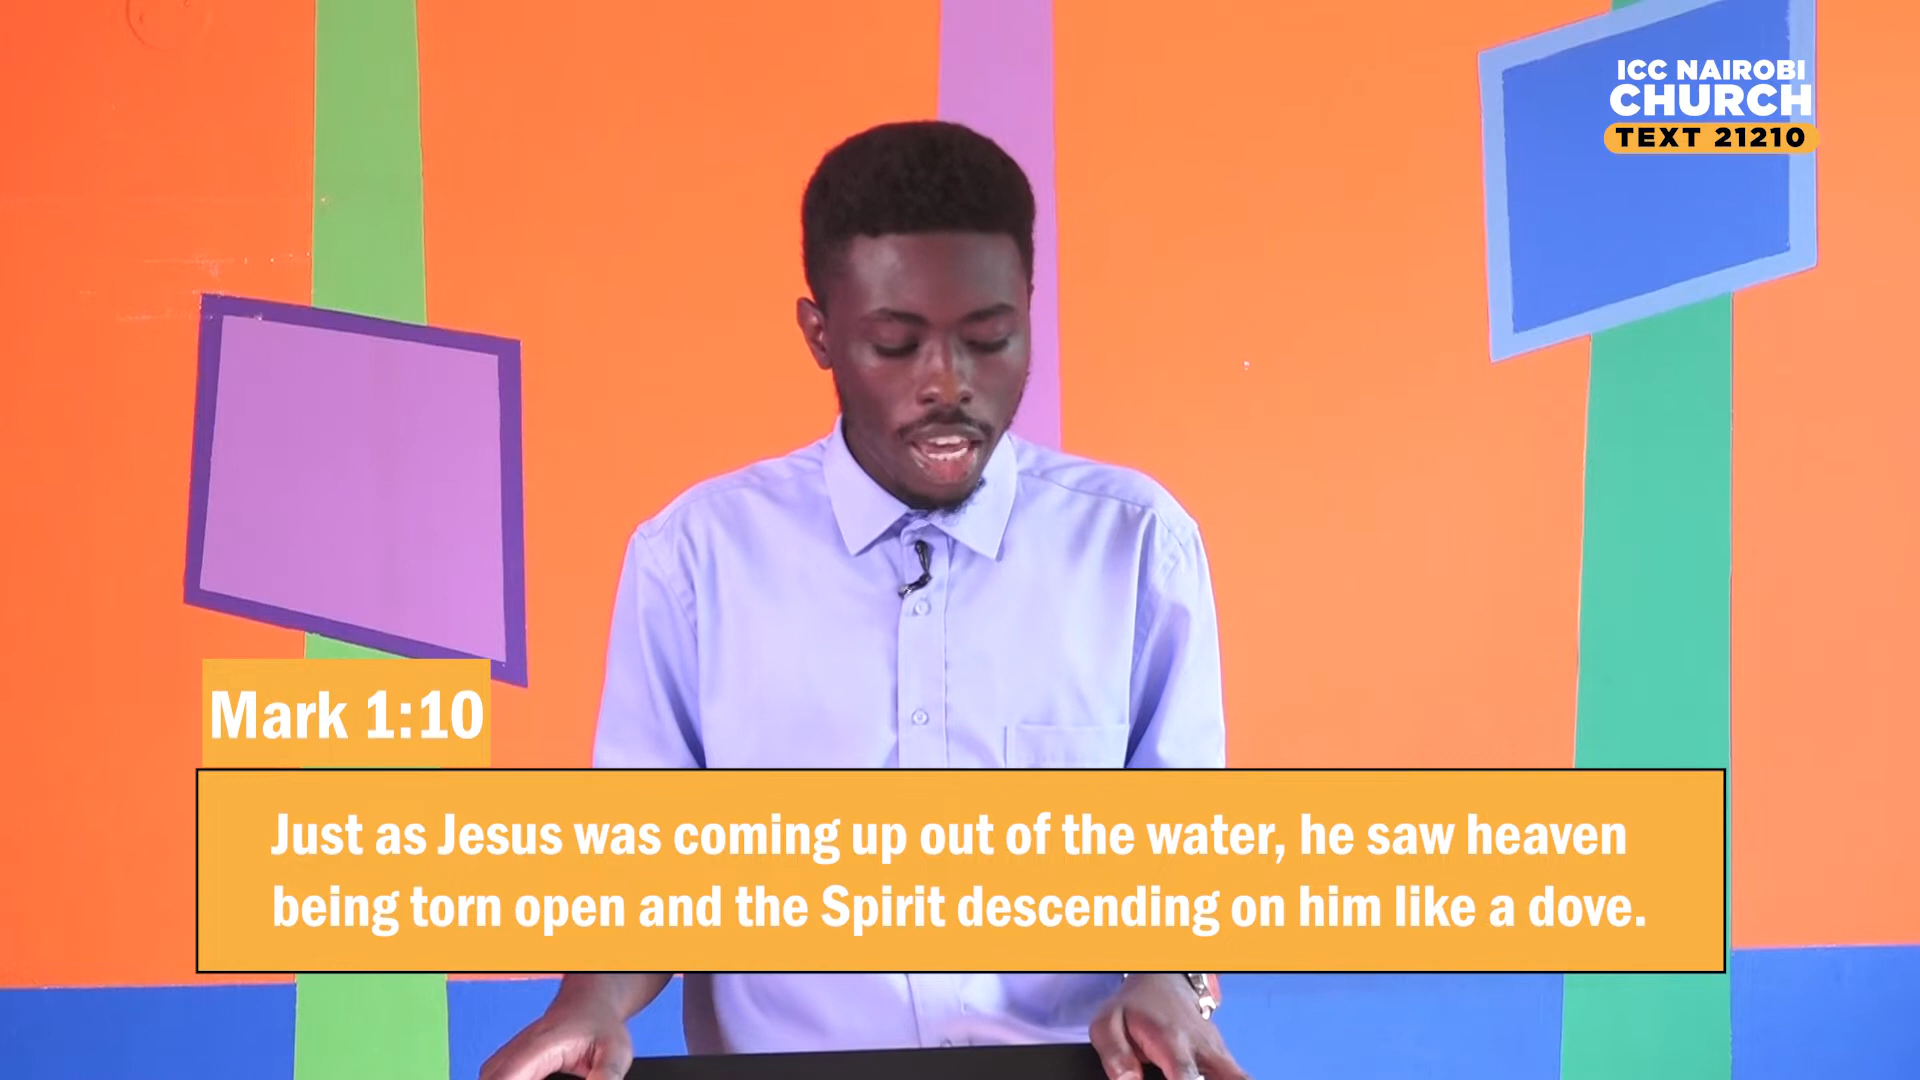 ICC NAIROBI
CHURCH
TEXT 21210
Mark 1:10
Just as Jesus was coming up out of the water, he saw heaven
being torn open and the Spirit descending on him like a dove.